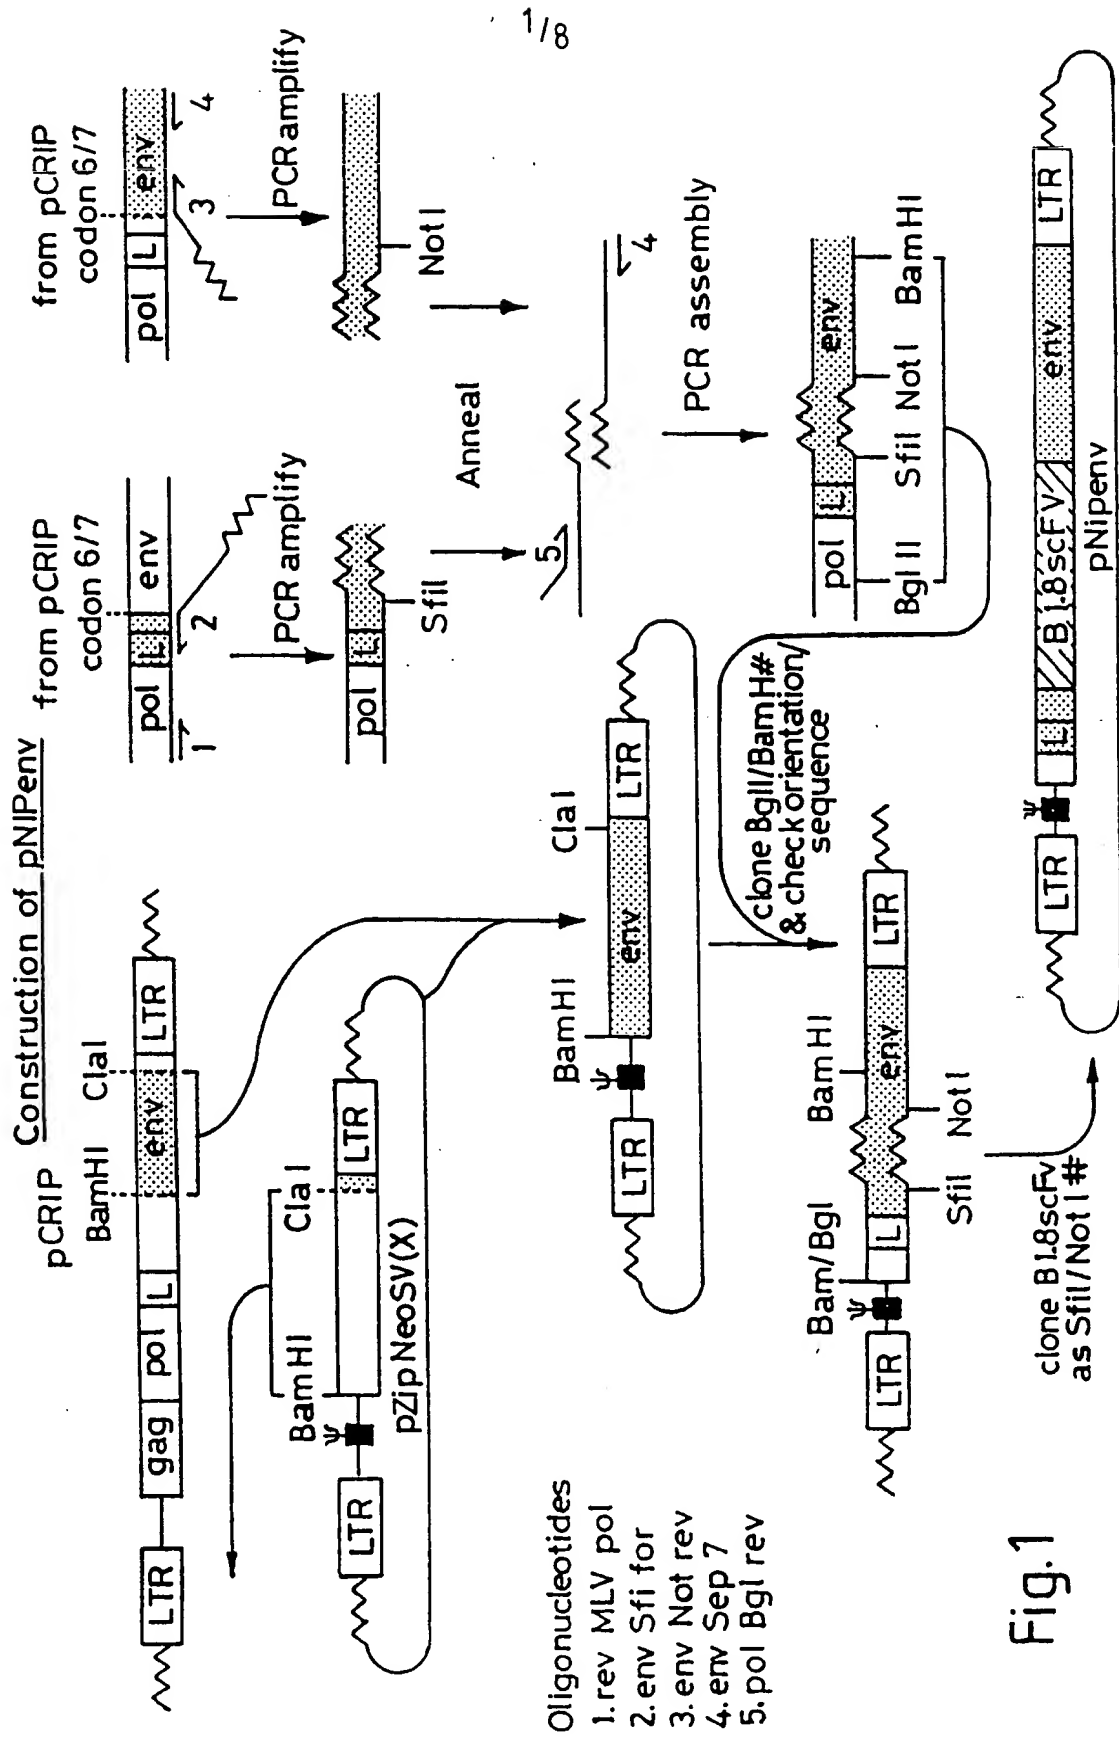 1/8
Construction of pNIPenv
pCRIP
BamHI
ClaI
LTR
gag
pol
L
env
LTR
BamHI
ClaI
ψ
LTR
LTR
pZipNeoSV(X)
from pCRIP
codon 6/7
pol
L
env
1
2
PCR amplify
pol
L
SfiI
from pCRIP
codon 6/7
pol
L
env
3
4
PCR amplify
NotI
Anneal
5
4
PCR assembly
pol
L
env
BglII
SfiI
NotI
BamHI
BamHI
ClaI
ψ
LTR
env
LTR
clone BglI/BamH#
& check orientation/
sequence
Bam/Bgl
BamHI
ψ
LTR
L
env
LTR
SfiI
NotI
clone B1.8scFv
as SfiI/NotI#
ψ
LTR
L
B1.8scFV
env
LTR
pNipenv
Oligonucleotides
1. rev MLV pol
2. env Sfi for
3. env Not rev
4. env Sep 7
5. pol Bgl rev
Fig.1